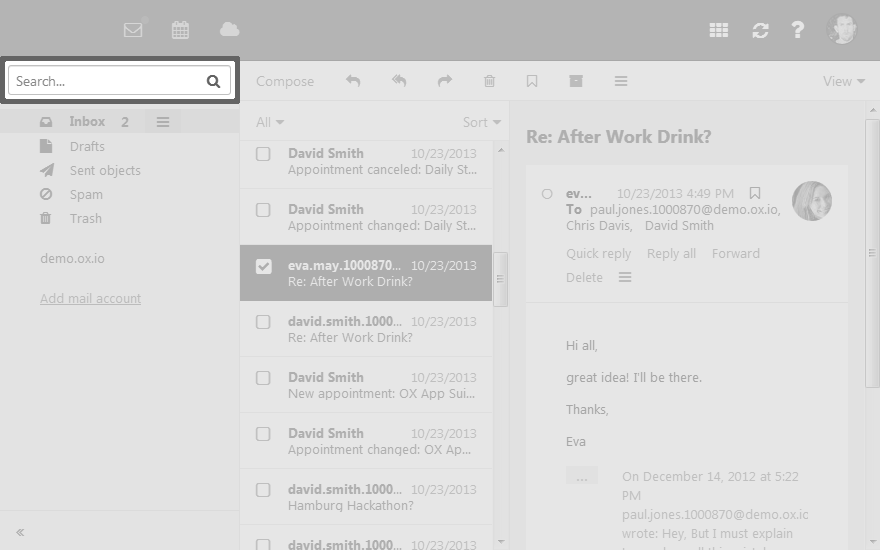 Search...
Compose
View
Inbox 2
Drafts
Sent objects
Spam
Trash
demo.ox.io
Add mail account
All
Sort
David Smith 10/23/2013
Appointment canceled: Daily St...
David Smith 10/23/2013
Appointment changed: Daily St...
eva.may.1000870... 10/23/2013
Re: After Work Drink?
david.smith.1000... 10/23/2013
Re: After Work Drink?
David Smith 10/23/2013
New appointment: OX App Sui...
David Smith 10/23/2013
Appointment changed: OX Ap...
david.smith.1000... 10/23/2013
Hamburg Hackathon?
david.smith.1000... 10/23/2013
Re: After Work Drink?
ev... 10/23/2013 4:49 PM
To paul.jones.1000870@demo.ox.io,
Chris Davis, David Smith
Quick reply Reply all Forward
Delete
Hi all,
great idea! I'll be there.
Thanks,
Eva
...
On December 14, 2012 at 5:22
PM
paul.jones.1000870@demo.ox.ic
wrote: Hey, But I must explain